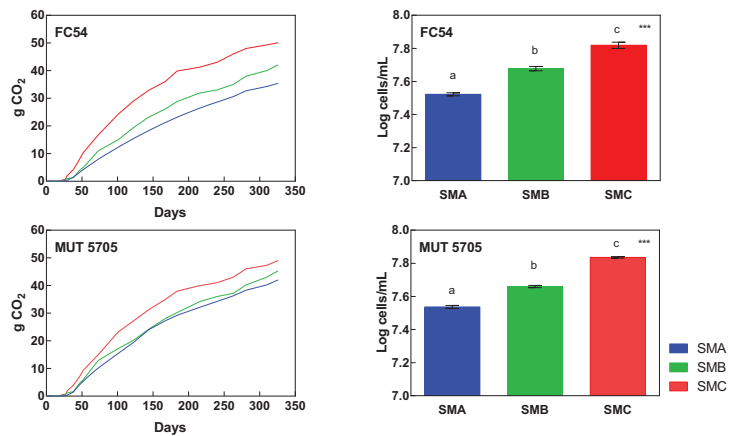 FC54
g CO2
60
50
40
30
20
10
0
0 50 100 150 200 250 300 350
Days
FC54
Log cells/mL
8.0
7.8
7.6
7.4
7.2
7.0
a
b
c ***
SMA SMB SMC
MUT 5705
g CO2
60
50
40
30
20
10
0
0 50 100 150 200 250 300 350
Days
MUT 5705
Log cells/mL
8.0
7.8
7.6
7.4
7.2
7.0
a
b
c ***
SMA SMB SMC
SMA
SMB
SMC